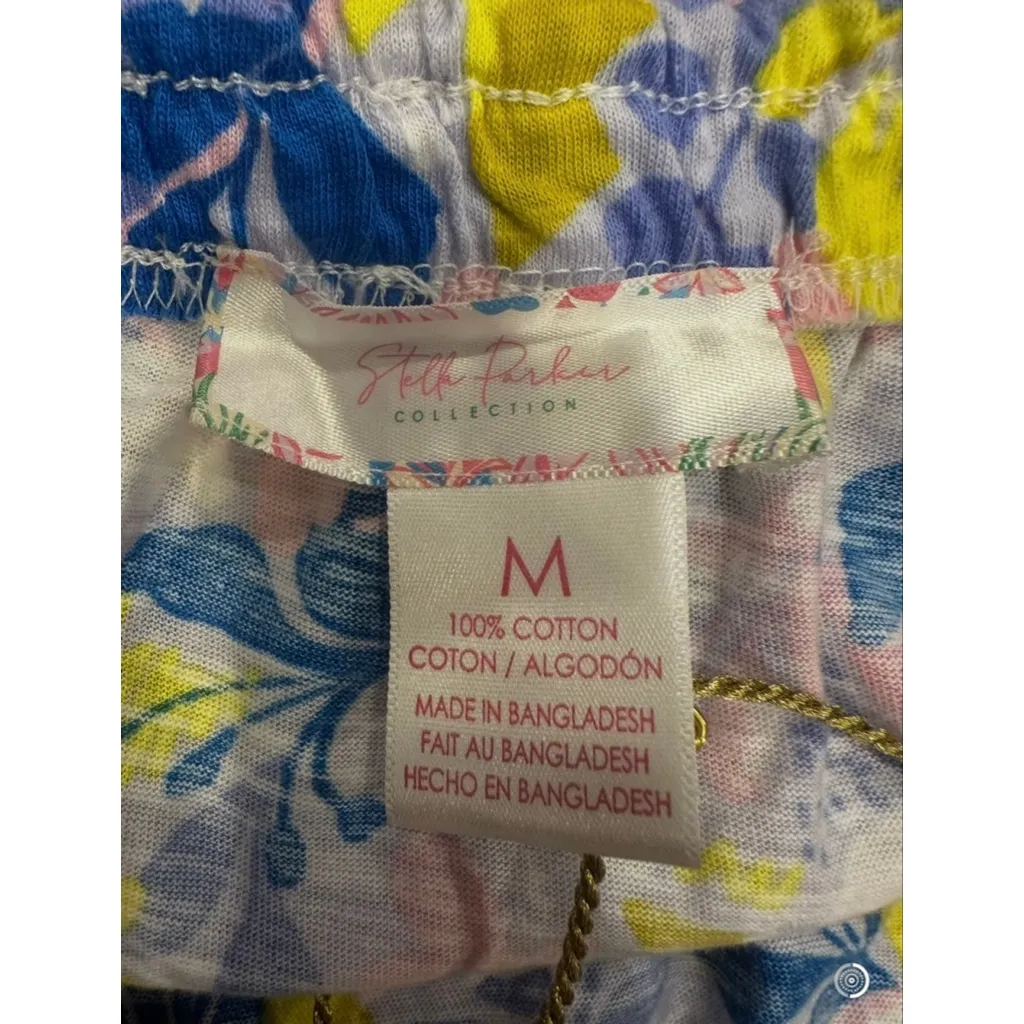 Stella Parker
COLLECTION
M
100% COTTON
COTON / ALGODÓN
MADE IN BANGLADESH
FAIT AU BANGLADESH
HECHO EN BANGLADESH